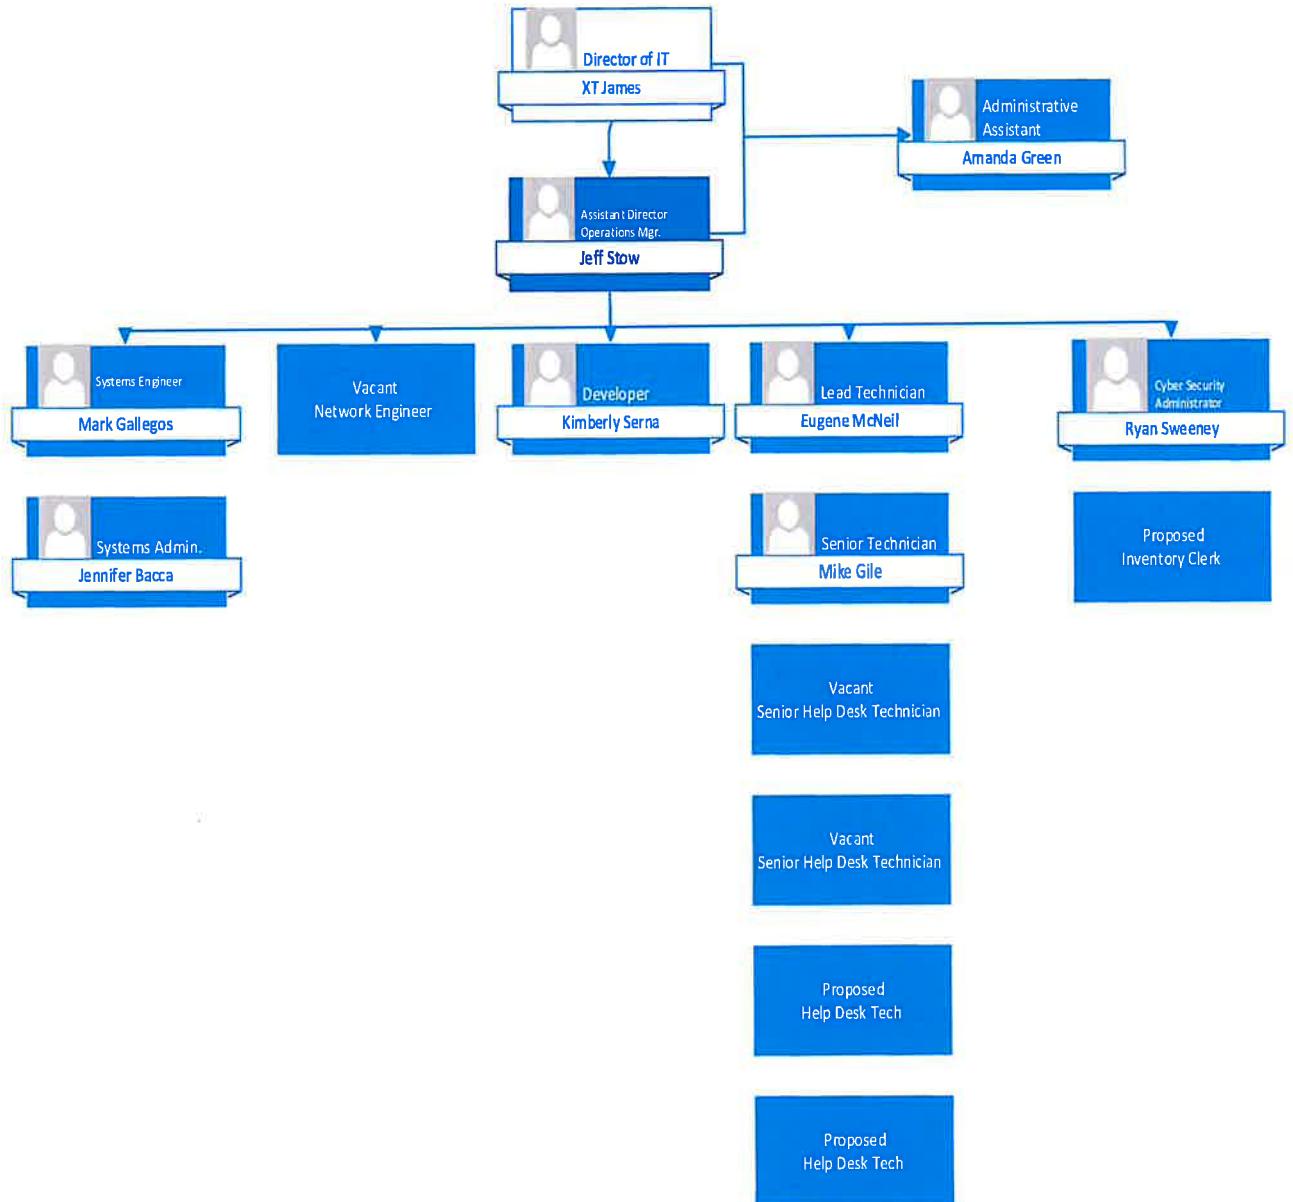 Director of IT
XT James
Administrative
Assistant
Amanda Green
Assistant Director
Operations Mgr.
Jeff Stow
Systems Engineer
Mark Gallegos
Vacant
Network Engineer
Developer
Kimberly Serna
Lead Technician
Eugene McNeil
Cyber Security
Administrator
Ryan Sweeney
Systems Admin.
Jennifer Bacca
Senior Technician
Mike Gile
Proposed
Inventory Clerk
Vacant
Senior Help Desk Technician
Vacant
Senior Help Desk Technician
Proposed
Help Desk Tech
Proposed
Help Desk Tech